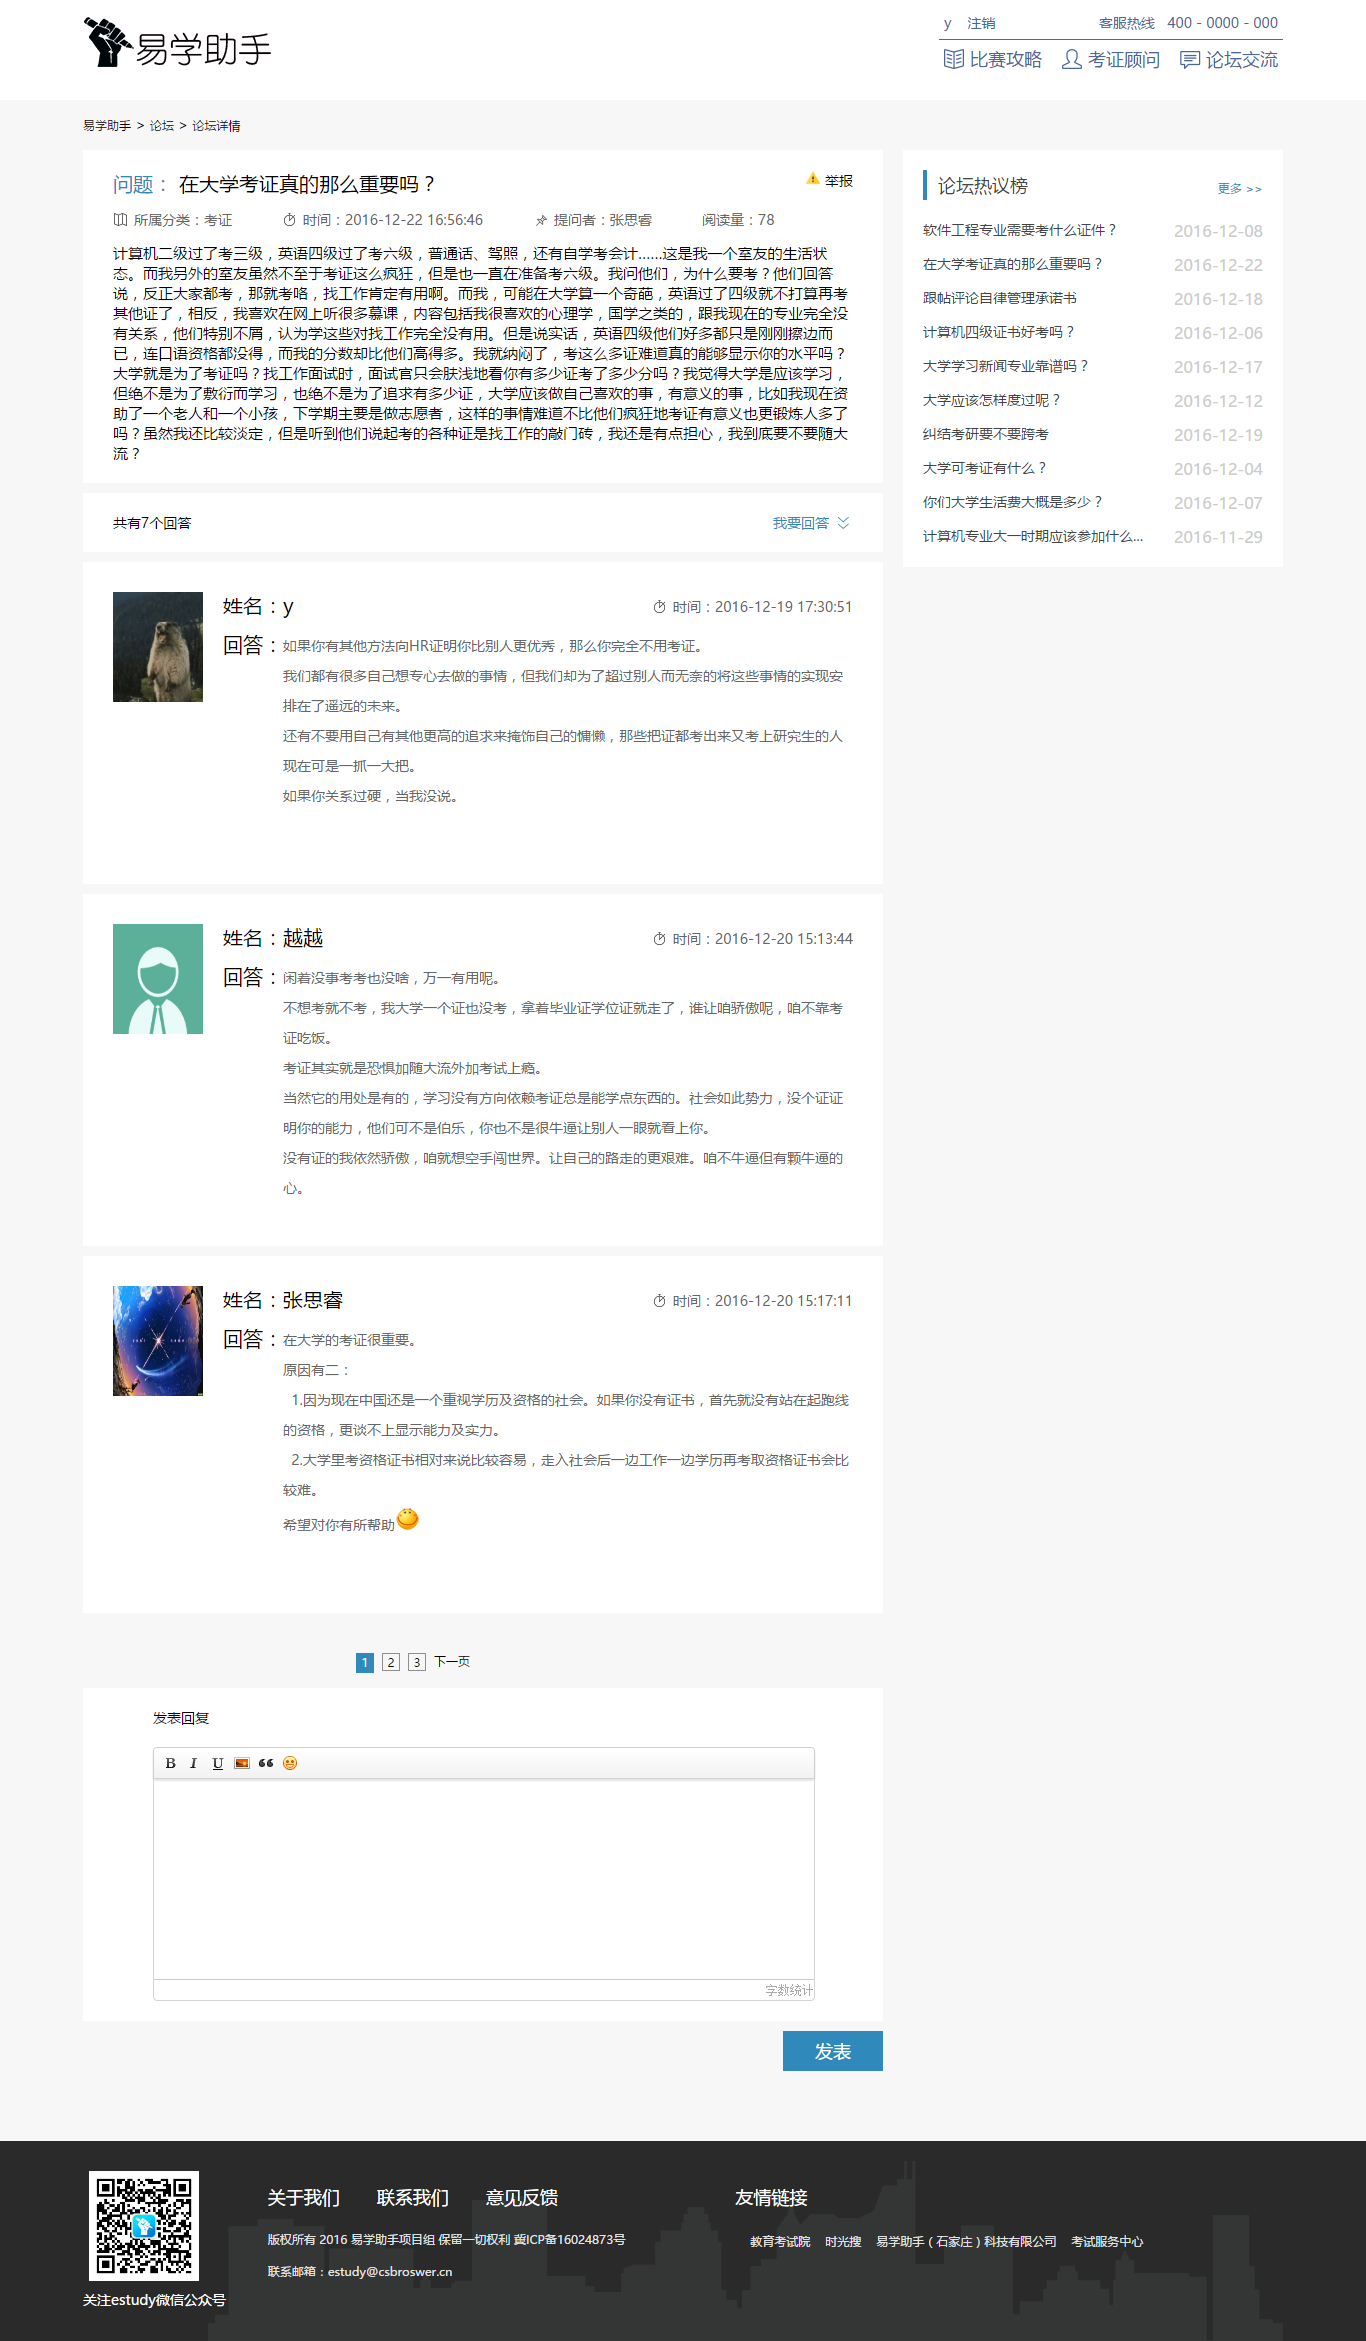 易学助手
y 注销 客服热线 400 - 0000 - 000
比赛攻略 考证顾问 论坛交流
易学助手 > 论坛 > 论坛详情
问题： 在大学考证真的那么重要吗？ 举报
所属分类：考证 时间：2016-12-22 16:56:46 提问者：张思睿 阅读量：78
计算机二级过了考三级，英语四级过了考六级，普通话、驾照，还有自学考会计……这是我一个室友的生活状
态。而我另外的室友虽然不至于考证这么疯狂，但是也一直在准备考六级。我问他们，为什么要考？他们回答
说，反正大家都考，那就考咯，找工作肯定有用啊。而我，可能在大学算一个奇葩，英语过了四级就不打算再考
其他证了，相反，我喜欢在网上听很多慕课，内容包括我很喜欢的心理学，国学之类的，跟我现在的专业完全没
有关系，他们特别不屑，认为学这些对找工作完全没有用。但是说实话，英语四级他们好多都只是刚刚擦边而
已，连口语资格都没得，而我的分数却比他们高得多。我就纳闷了，考这么多证难道真的能够显示你的水平吗？
大学就是为了考证吗？找工作面试时，面试官只会肤浅地看你有多少证考了多少分吗？我觉得大学是应该学习，
但绝不是为了敷衍而学习，也绝不是为了追求有多少证，大学应该做自己喜欢的事，有意义的事，比如我现在资
助了一个老人和一个小孩，下学期主要是做志愿者，这样的事情难道不比他们疯狂地考证有意义也更锻炼人多了
吗？虽然我还比较淡定，但是听到他们说起考的各种证是找工作的敲门砖，我还是有点担心，我到底要不要随大
流？
共有7个回答 我要回答
姓名：y 时间：2016-12-19 17:30:51
回答：如果你有其他方法向HR证明你比别人更优秀，那么你完全不用考证。
我们都有很多自己想专心去做的事情，但我们却为了超过别人而无奈的将这些事情的实现安
排在了遥远的未来。
还有不要用自己有其他更高的追求来掩饰自己的慵懒，那些把证都考出来又考上研究生的人
现在可是一抓一大把。
如果你关系过硬，当我没说。
姓名：越越 时间：2016-12-20 15:13:44
回答：闲着没事考考也没啥，万一有用呢。
不想考就不考，我大学一个证也没考，拿着毕业证学位证就走了，谁让咱骄傲呢，咱不靠考
证吃饭。
考证其实就是恐惧加随大流外加考试上瘾。
当然它的用处是有的，学习没有方向依赖考证总是能学点东西的。社会如此势力，没个证证
明你的能力，他们可不是伯乐，你也不是很牛逼让别人一眼就看上你。
没有证的我依然骄傲，咱就想空手闯世界。让自己的路走的更艰难。咱不牛逼但有颗牛逼的
心。
姓名：张思睿 时间：2016-12-20 15:17:11
回答：在大学的考证很重要。
原因有二：
1.因为现在中国还是一个重视学历及资格的社会。如果你没有证书，首先就没有站在起跑线
的资格，更谈不上显示能力及实力。
2.大学里考资格证书相对来说比较容易，走入社会后一边工作一边学历再考取资格证书会比
较难。
希望对你有所帮助
1 2 3 下一页
发表回复
B I U
字数统计
发表
论坛热议榜 更多 >>
软件工程专业需要考什么证件？ 2016-12-08
在大学考证真的那么重要吗？ 2016-12-22
跟帖评论自律管理承诺书 2016-12-18
计算机四级证书好考吗？ 2016-12-06
大学学习新闻专业靠谱吗？ 2016-12-17
大学应该怎样度过呢？ 2016-12-12
纠结考研要不要跨考 2016-12-19
大学可考证有什么？ 2016-12-04
你们大学生活费大概是多少？ 2016-12-07
计算机专业大一时期应该参加什么... 2016-11-29
关注estudy微信公众号
关于我们 联系我们 意见反馈
版权所有 2016 易学助手项目组 保留一切权利 冀ICP备16024873号
联系邮箱：estudy@csbroswer.cn
友情链接
教育考试院 时光搜 易学助手（石家庄）科技有限公司 考试服务中心